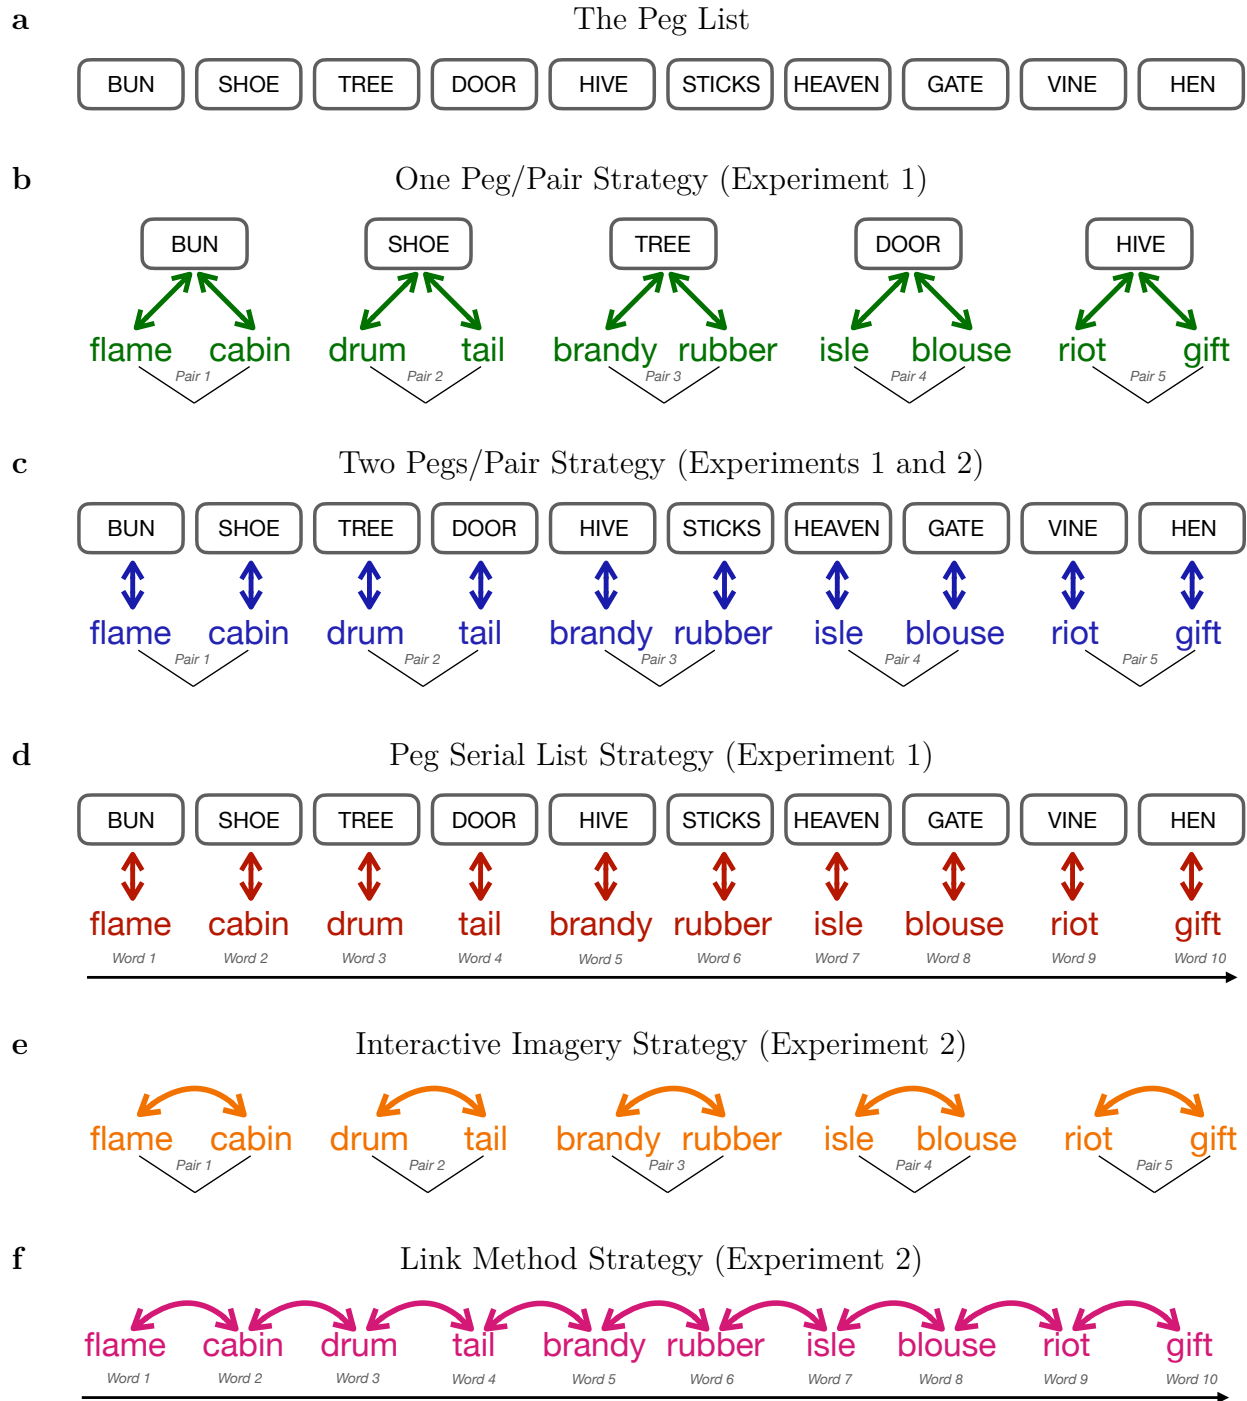 a The Peg List
BUN SHOE TREE DOOR HIVE STICKS HEAVEN GATE VINE HEN
b One Peg/Pair Strategy (Experiment 1)
BUN SHOE TREE DOOR HIVE
flame cabin drum tail brandy rubber isle blouse riot gift
Pair 1 Pair 2 Pair 3 Pair 4 Pair 5
c Two Pegs/Pair Strategy (Experiments 1 and 2)
BUN SHOE TREE DOOR HIVE STICKS HEAVEN GATE VINE HEN
flame cabin drum tail brandy rubber isle blouse riot gift
Pair 1 Pair 2 Pair 3 Pair 4 Pair 5
d Peg Serial List Strategy (Experiment 1)
BUN SHOE TREE DOOR HIVE STICKS HEAVEN GATE VINE HEN
flame cabin drum tail brandy rubber isle blouse riot gift
Word 1 Word 2 Word 3 Word 4 Word 5 Word 6 Word 7 Word 8 Word 9 Word 10
e Interactive Imagery Strategy (Experiment 2)
flame cabin drum tail brandy rubber isle blouse riot gift
Pair 1 Pair 2 Pair 3 Pair 4 Pair 5
f Link Method Strategy (Experiment 2)
flame cabin drum tail brandy rubber isle blouse riot gift
Word 1 Word 2 Word 3 Word 4 Word 5 Word 6 Word 7 Word 8 Word 9 Word 10